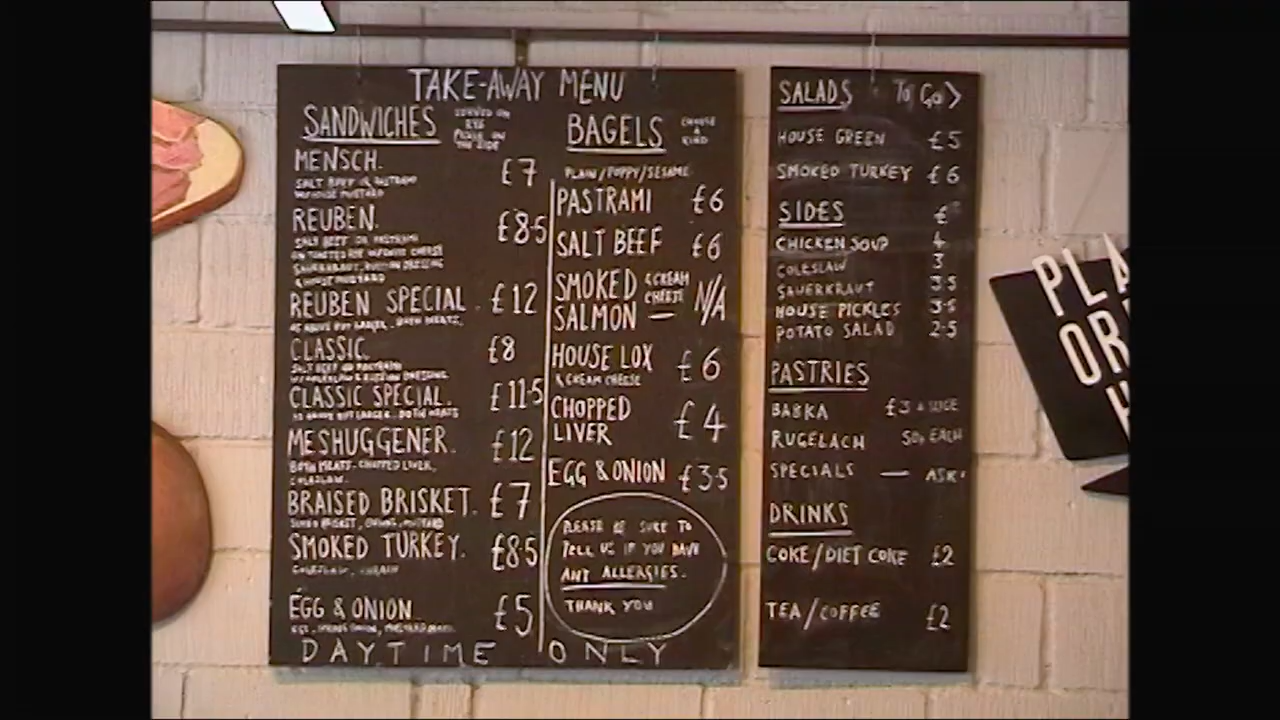 TAKE-AWAY MENU
SANDWICHES
SERVED ON
RYE
PICKLE ON
THE SIDE
MENSCH. £7
SALT BEEF OR PASTRAMI
W/HOUSE MUSTARD
REUBEN. £8.5
SALT BEEF OR PASTRAMI
ON TOASTED RYE W/SWISS CHEESE
SAUERKRAUT, RUSSIAN DRESSING
& HOUSE MUSTARD
REUBEN SPECIAL. £12
AS ABOVE BUT LARGER. BOTH MEATS.
CLASSIC. £8
SALT BEEF OR PASTRAMI
W/COLESLAW & RUSSIAN DRESSING
CLASSIC SPECIAL. £11.5
AS ABOVE BUT LARGER. BOTH MEATS
MESHUGGENER. £12
BOTH MEATS. CHOPPED LIVER,
COLESLAW.
BRAISED BRISKET. £7
BRISKET, ONIONS, MUSTARD
SMOKED TURKEY. £8.5
COLESLAW,
EGG & ONION £5
EGG, ONION,
BAGELS
CHOOSE
A
KIND
PLAIN/POPPY/SESAME
PASTRAMI £6
SALT BEEF £6
SMOKED & CREAM
SALMON CHEESE — N/A
HOUSE LOX £6
& CREAM CHEESE
CHOPPED
LIVER £4
EGG & ONION £3.5
PLEASE BE SURE TO
TELL US IF YOU HAVE
ANY ALLERGIES.
THANK YOU
DAYTIME ONLY
SALADS To Go >
HOUSE GREEN £5
SMOKED TURKEY £6
SIDES £
CHICKEN SOUP 4
COLESLAW 3
SAUERKRAUT 3.5
HOUSE PICKLES 3.5
POTATO SALAD 2.5
PASTRIES
BABKA £3 A SLICE
RUGELACH 50p EACH
SPECIALS — ASK!
DRINKS
COKE/DIET COKE £2
TEA/COFFEE £2
PLA
OR
H